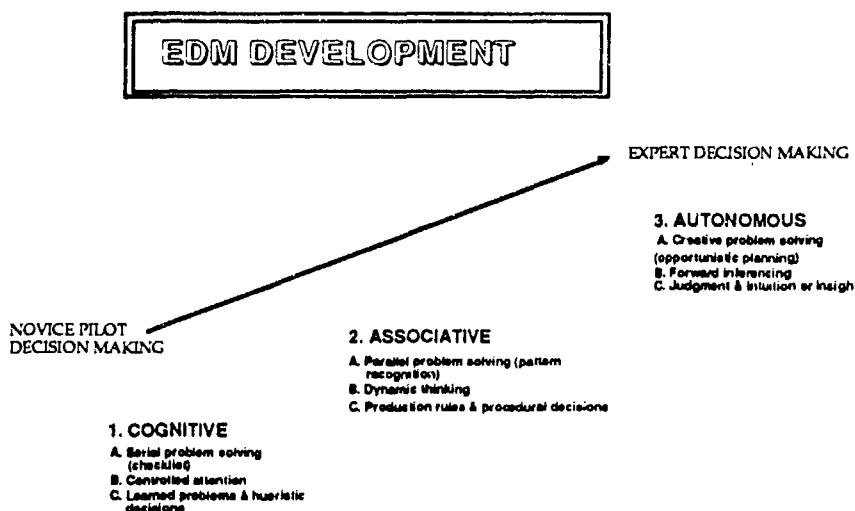 EDM DEVELOPMENT
EXPERT DECISION MAKING
3. AUTONOMOUS
A. Creative problem solving
(opportunistic planning)
B. Forward inferencing
C. Judgment & Intuition or Insigh
NOVICE PILOT
DECISION MAKING
2. ASSOCIATIVE
A. Parallel problem solving (pattern
recognition)
B. Dynamic thinking
C. Production rules & procedural decisions
1. COGNITIVE
A. Serial problem solving
(checklist)
B. Controlled attention
C. Learned problems & hueristic
decisions